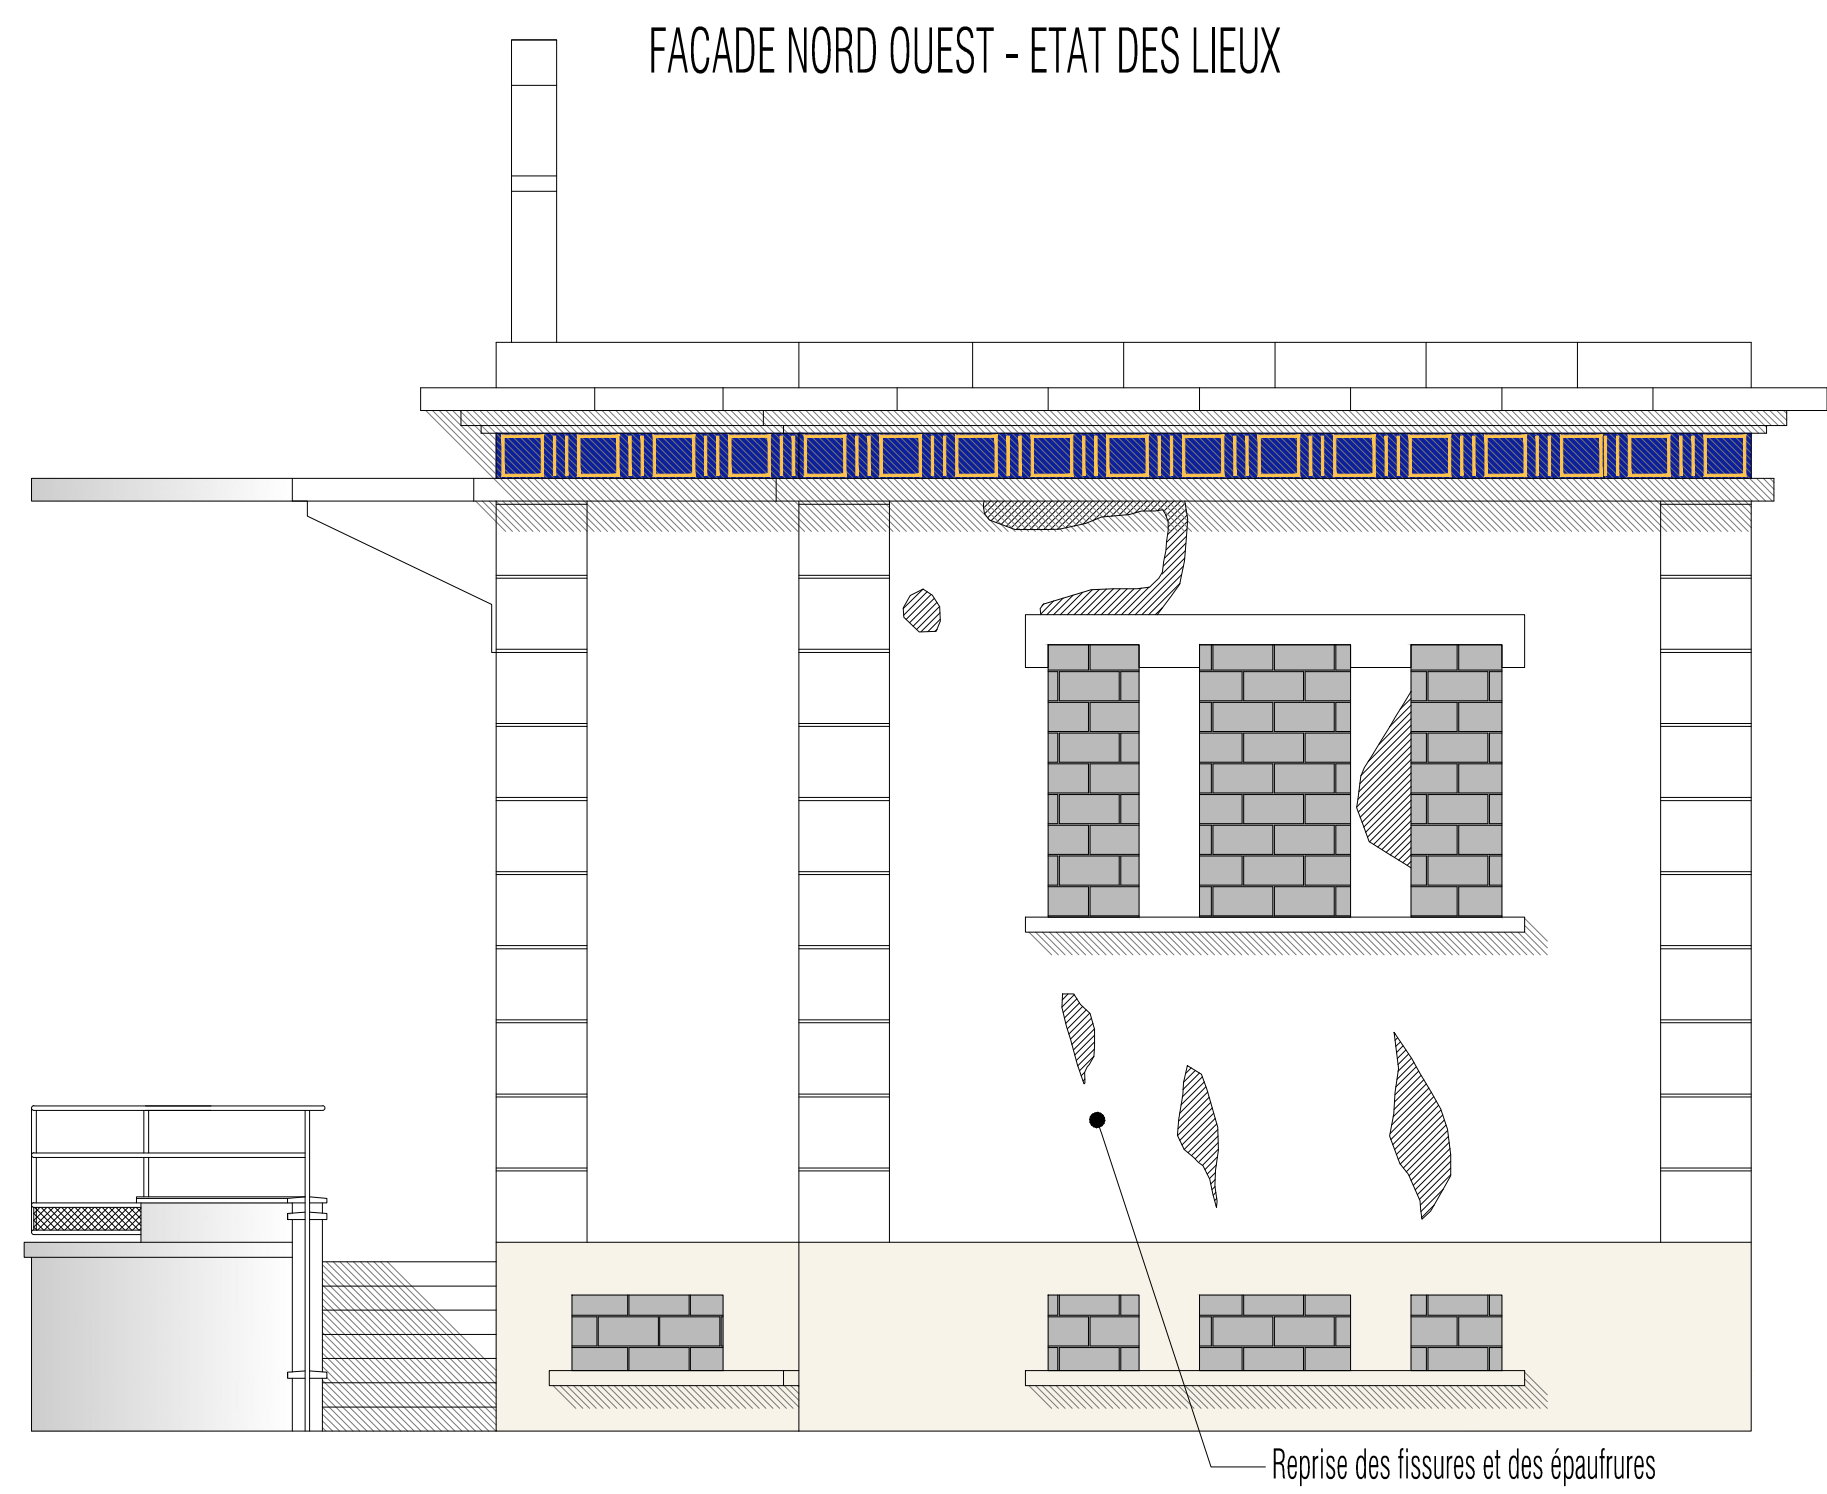 FACADE NORD OUEST - ETAT DES LIEUX
Reprise des fissures et des épaufrures